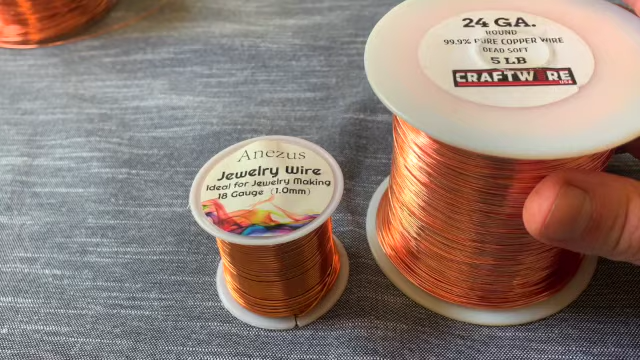 Anezus
Jewelry Wire
Ideal for Jewelry Making
18 Gauge (1.0mm)
24 GA.
ROUND
99.9% PURE COPPER WIRE
DEAD SOFT
5 LB
CRAFTWIRE
USA